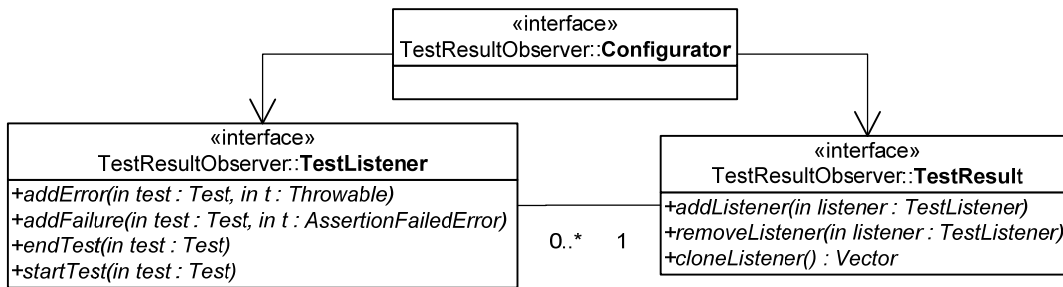 «interface»
TestResultObserver::Configurator
«interface»
TestResultObserver::TestListener
+addError(in test : Test, in t : Throwable)
+addFailure(in test : Test, in t : AssertionFailedError)
+endTest(in test : Test)
+startTest(in test : Test)
0..* 1
«interface»
TestResultObserver::TestResult
+addListener(in listener : TestListener)
+removeListener(in listener : TestListener)
+cloneListener() : Vector